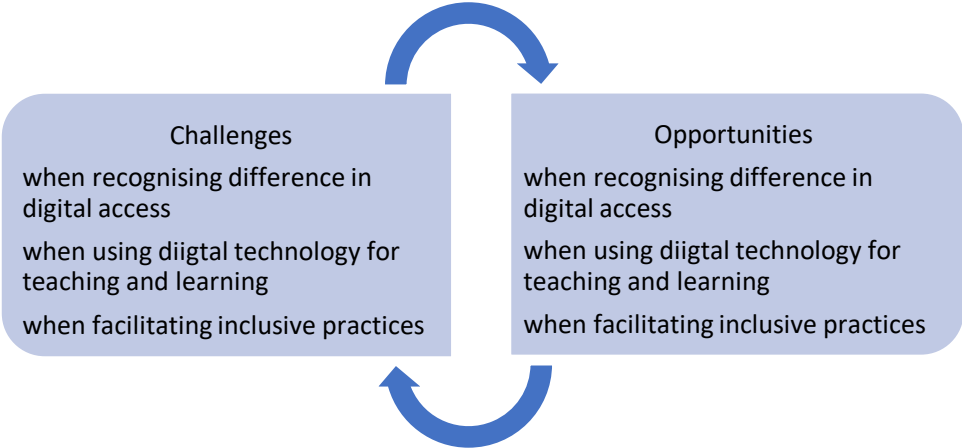 Challenges
when recognising difference in
digital access
when using diigtal technology for
teaching and learning
when facilitating inclusive practices
Opportunities
when recognising difference in
digital access
when using diigtal technology for
teaching and learning
when facilitating inclusive practices